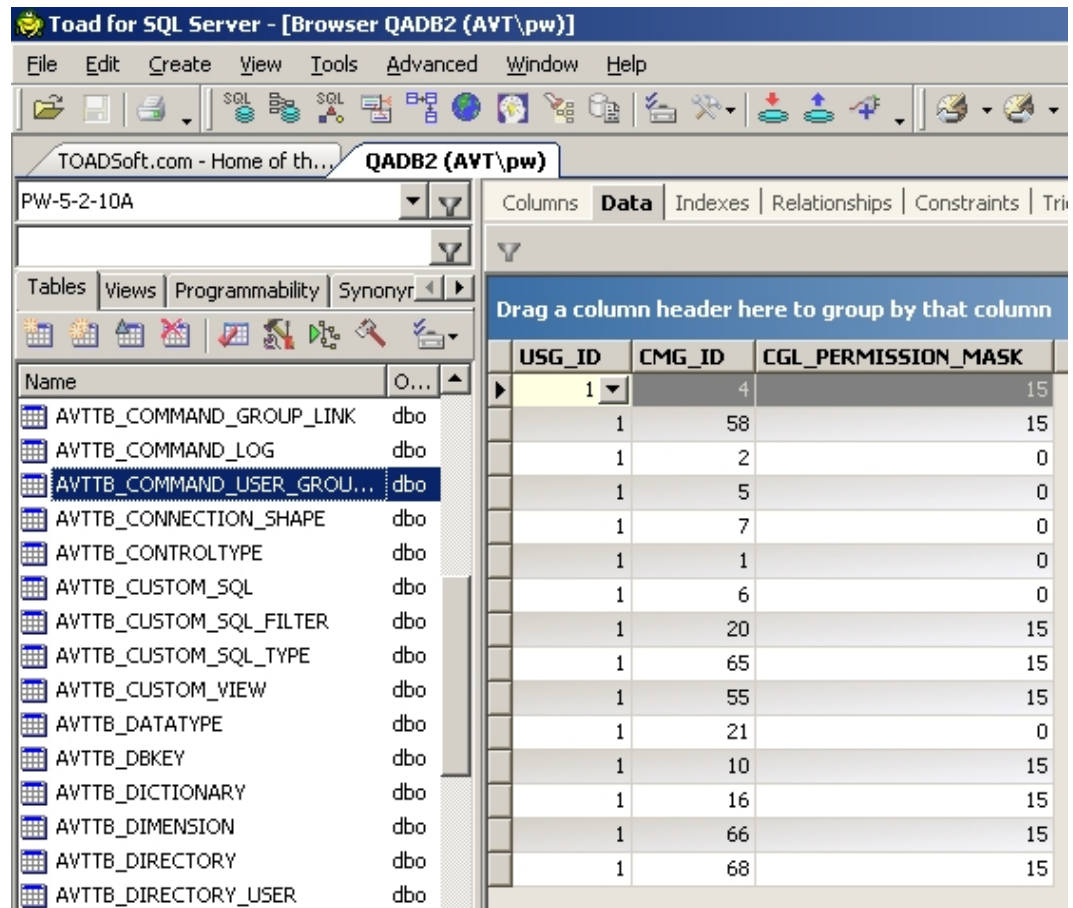 Toad for SQL Server - [Browser QADB2 (AVT\pw)]
File Edit Create View Tools Advanced Window Help
SQL SQL
TOADSoft.com - Home of th... QADB2 (AVT\pw)
PW-5-2-10A
Columns Data Indexes Relationships Constraints
Tables Views Programmability Synonyr
Drag a column header here to group by that column
Name O...
AVTTB_COMMAND_GROUP_LINK dbo
AVTTB_COMMAND_LOG dbo
AVTTB_COMMAND_USER_GROU... dbo
AVTTB_CONNECTION_SHAPE dbo
AVTTB_CONTROLTYPE dbo
AVTTB_CUSTOM_SQL dbo
AVTTB_CUSTOM_SQL_FILTER dbo
AVTTB_CUSTOM_SQL_TYPE dbo
AVTTB_CUSTOM_VIEW dbo
AVTTB_DATATYPE dbo
AVTTB_DBKEY dbo
AVTTB_DICTIONARY dbo
AVTTB_DIMENSION dbo
AVTTB_DIRECTORY dbo
AVTTB_DIRECTORY_USER dbo
USG_ID CMG_ID CGL_PERMISSION_MASK
1 4 15
1 58 15
1 2 0
1 5 0
1 7 0
1 1 0
1 6 0
1 20 15
1 65 15
1 55 15
1 21 0
1 10 15
1 16 15
1 66 15
1 68 15